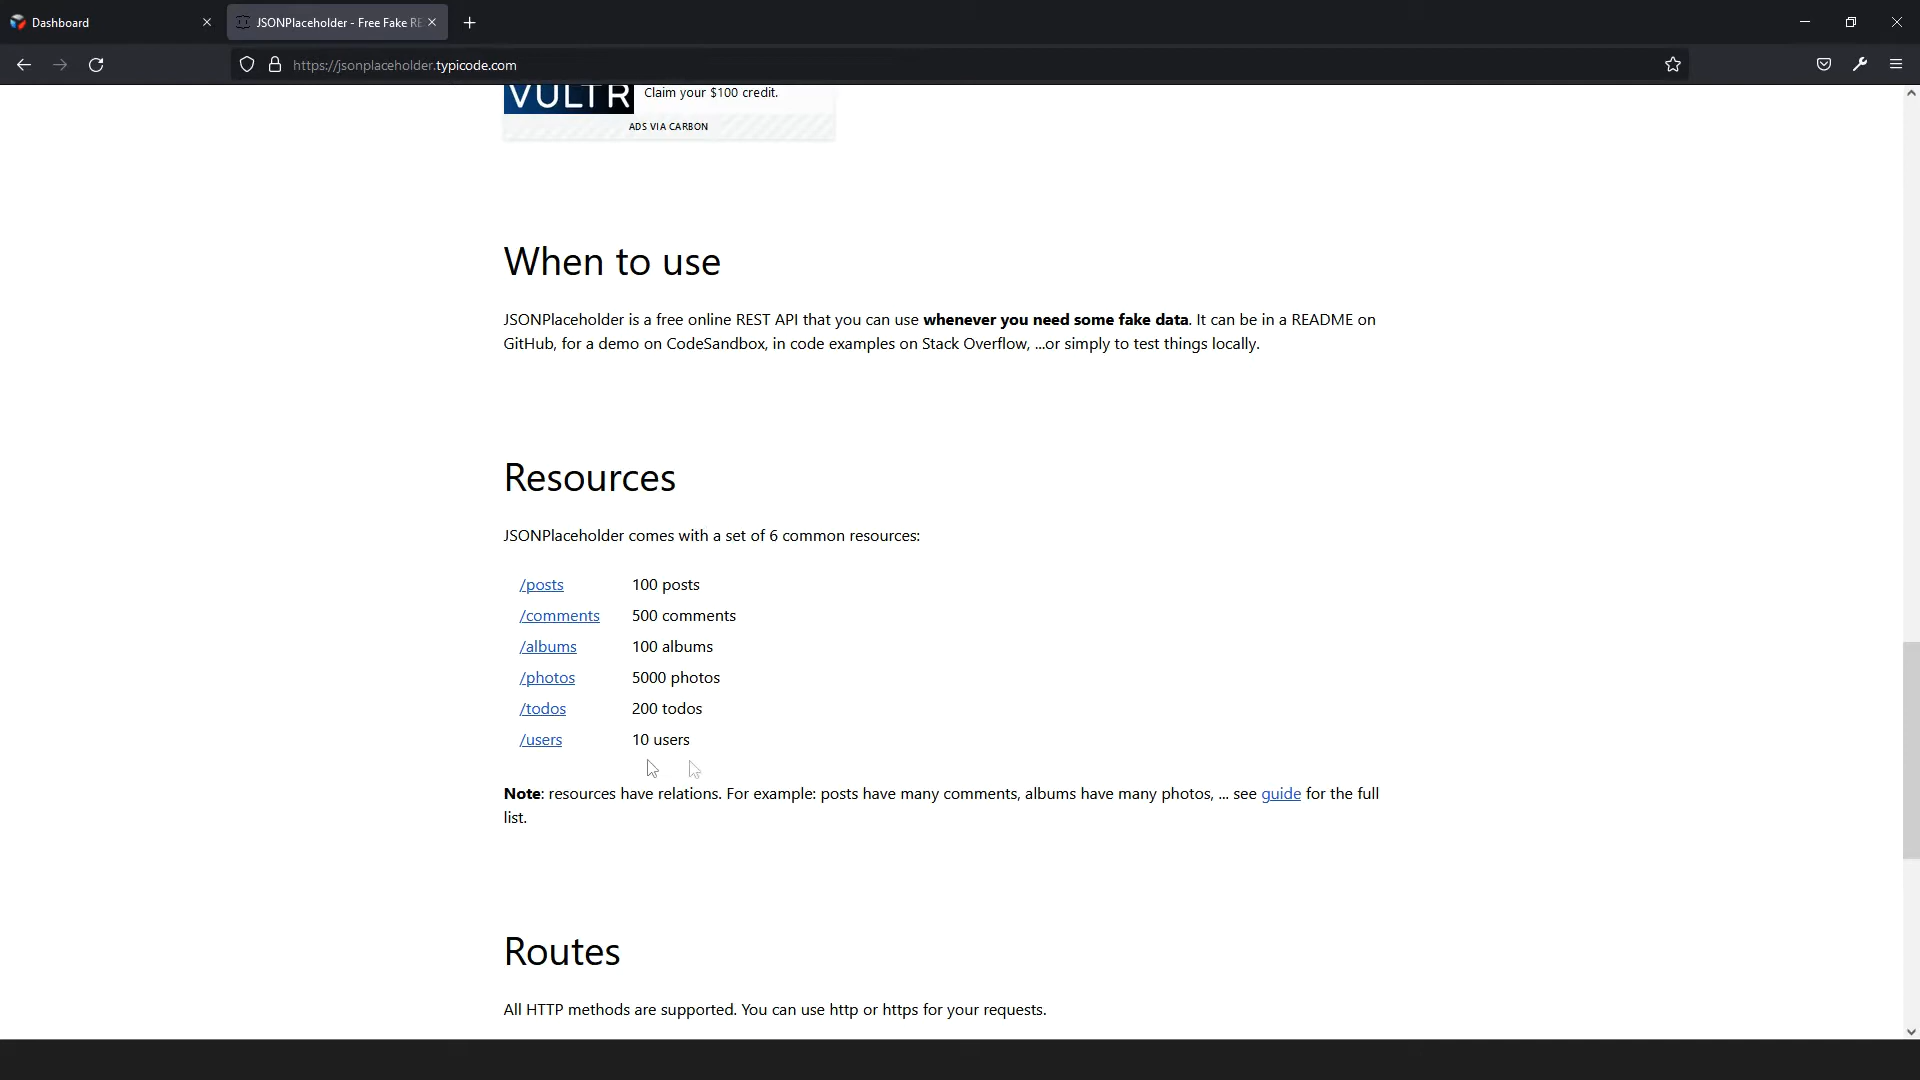 Dashboard
JSONPlaceholder - Free Fake RE
https://jsonplaceholder.typicode.com
VULTR
Claim your $100 credit.
ADS VIA CARBON
When to use
JSONPlaceholder is a free online REST API that you can use whenever you need some fake data. It can be in a README on
GitHub, for a demo on CodeSandbox, in code examples on Stack Overflow, ...or simply to test things locally.
Resources
JSONPlaceholder comes with a set of 6 common resources:
/posts 100 posts
/comments 500 comments
/albums 100 albums
/photos 5000 photos
/todos 200 todos
/users 10 users
Note: resources have relations. For example: posts have many comments, albums have many photos, ... see guide for the full
list.
Routes
All HTTP methods are supported. You can use http or https for your requests.